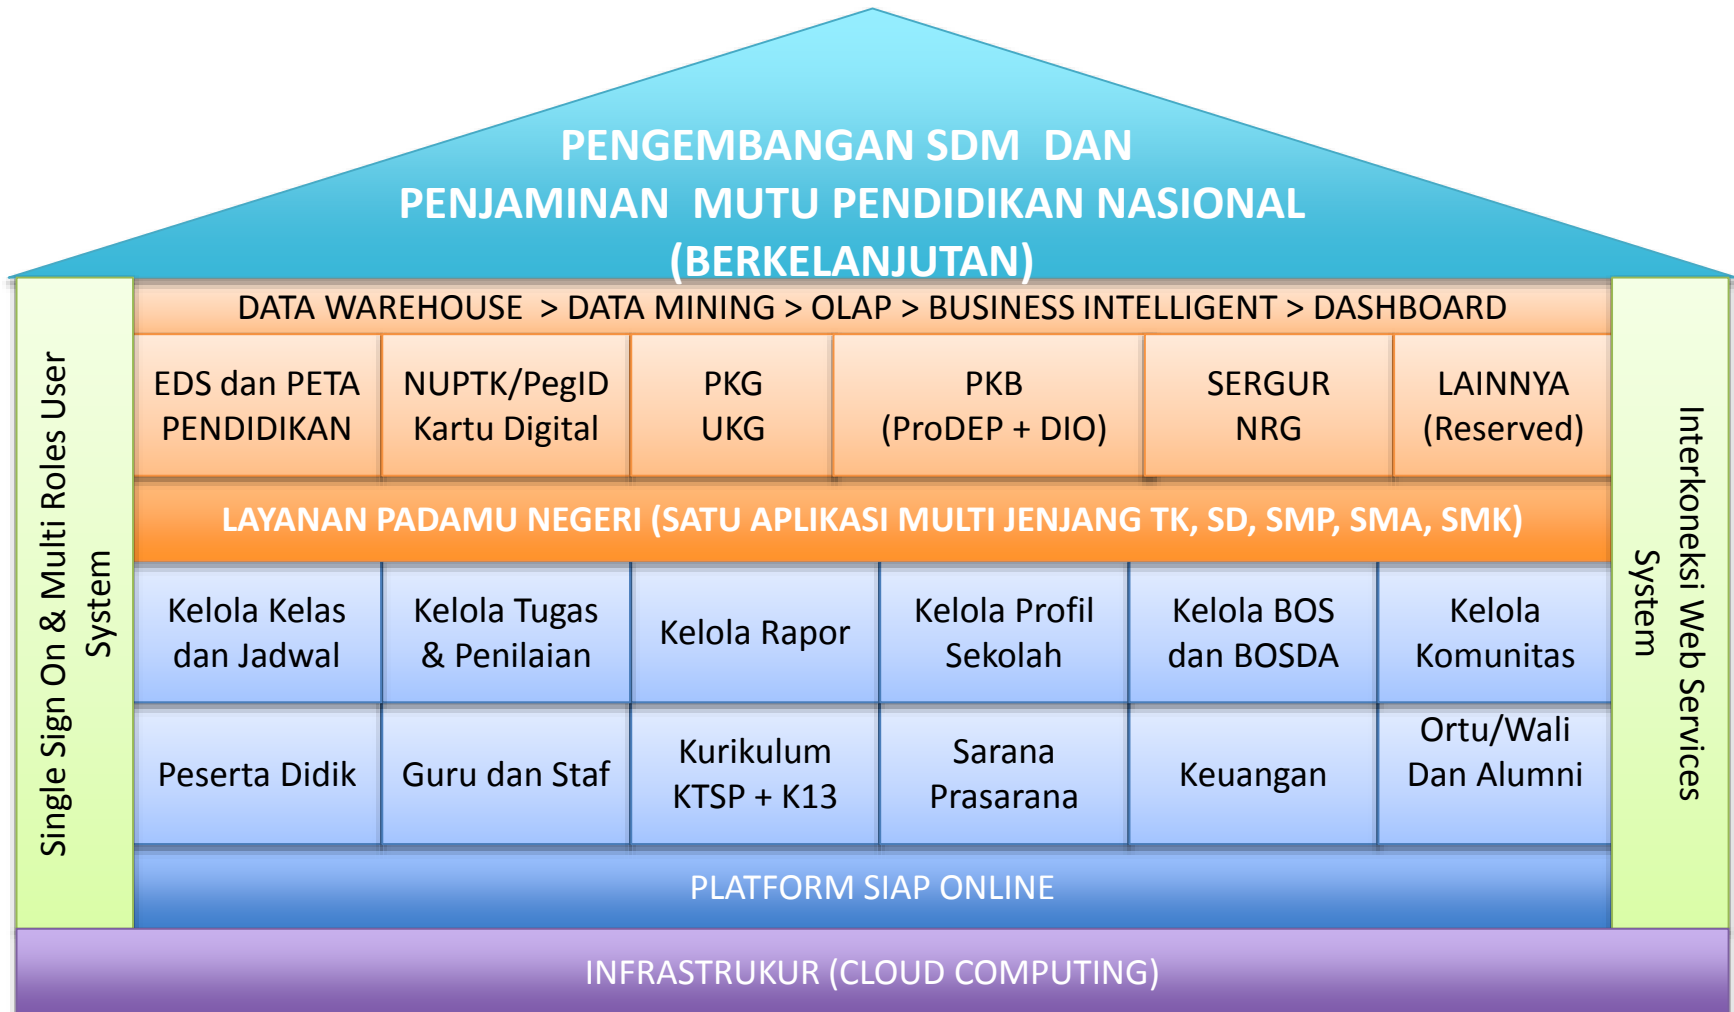 PENGEMBANGAN SDM DAN
PENJAMINAN MUTU PENDIDIKAN NASIONAL
(BERKELANJUTAN)
Single Sign On & Multi Roles User
System
DATA WAREHOUSE > DATA MINING > OLAP > BUSINESS INTELLIGENT > DASHBOARD
EDS dan PETA
PENDIDIKAN
NUPTK/PegID
Kartu Digital
PKG
UKG
PKB
(ProDEP + DIO)
SERGUR
NRG
LAINNYA
(Reserved)
LAYANAN PADAMU NEGERI (SATU APLIKASI MULTI JENJANG TK, SD, SMP, SMA, SMK)
Kelola Kelas
dan Jadwal
Kelola Tugas
& Penilaian
Kelola Rapor
Kelola Profil
Sekolah
Kelola BOS
dan BOSDA
Kelola
Komunitas
Peserta Didik
Guru dan Staf
Kurikulum
KTSP + K13
Sarana
Prasarana
Keuangan
Ortu/Wali
Dan Alumni
PLATFORM SIAP ONLINE
Interkoneksi Web Services
System
INFRASTRUKUR (CLOUD COMPUTING)